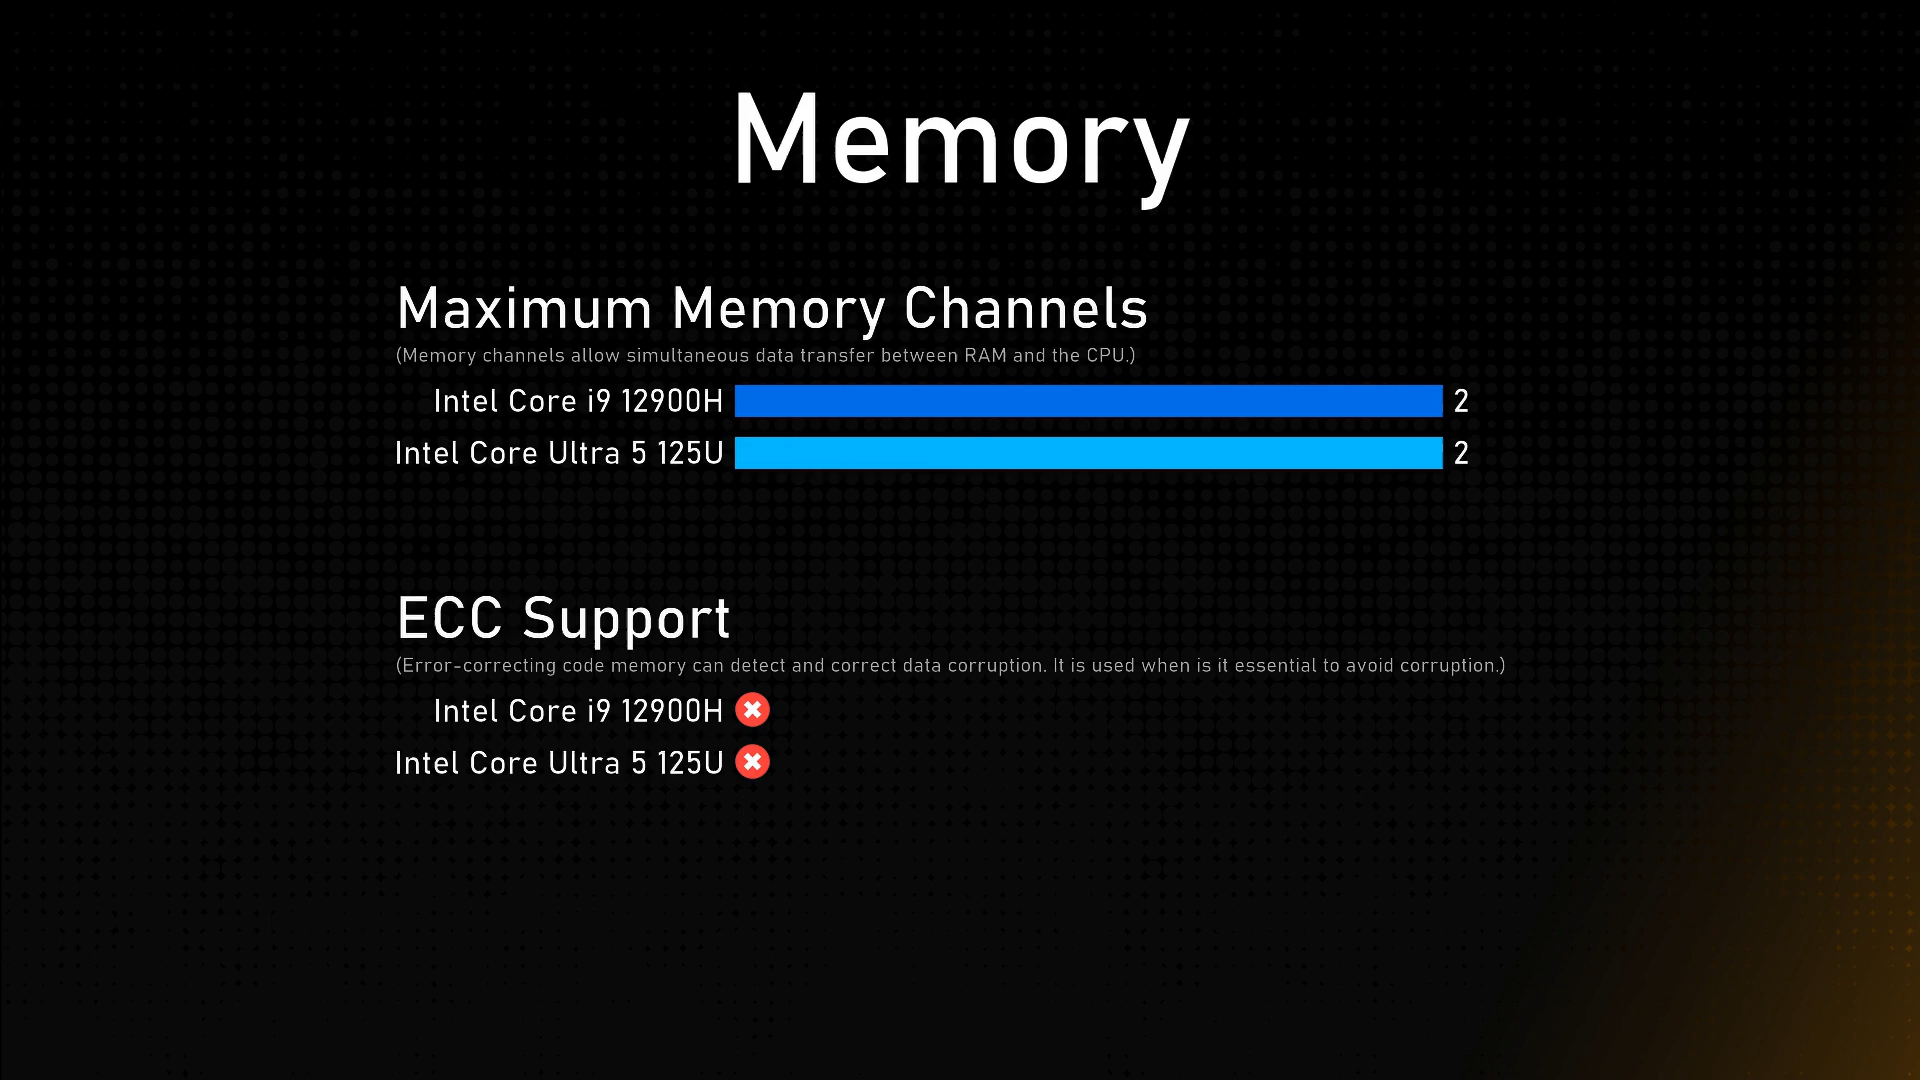 Memory
Maximum Memory Channels
(Memory channels allow simultaneous data transfer between RAM and the CPU.)
Intel Core i9 12900H 2
Intel Core Ultra 5 125U 2
ECC Support
(Error-correcting code memory can detect and correct data corruption. It is used when is it essential to avoid corruption.)
Intel Core i9 12900H
Intel Core Ultra 5 125U